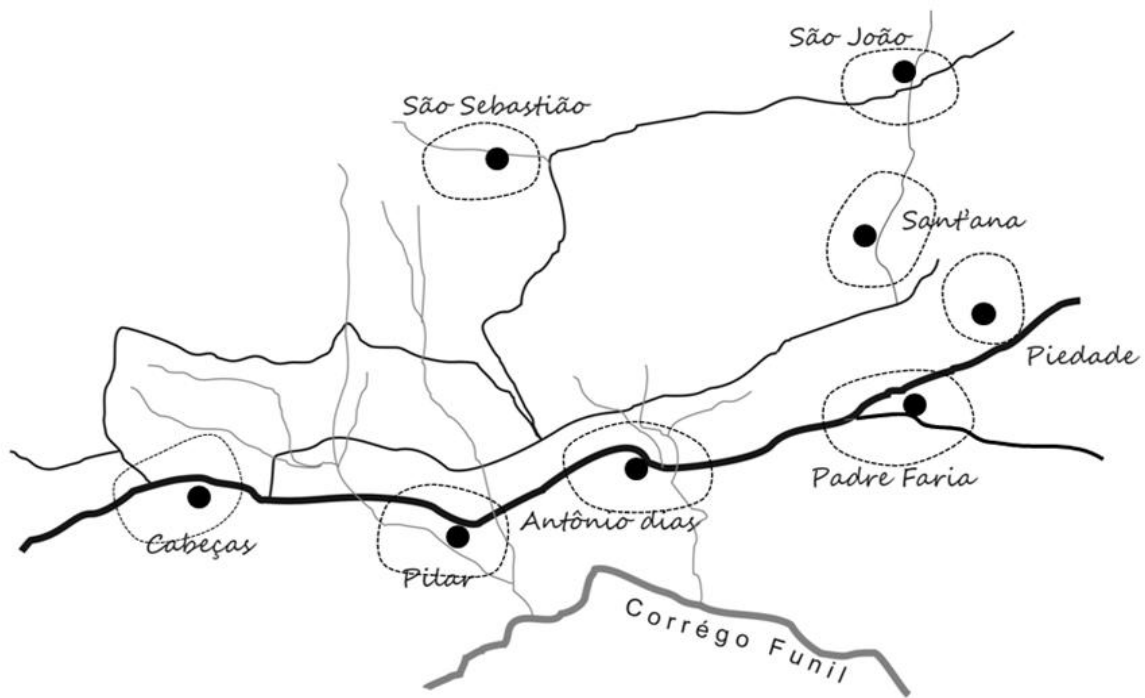 São João
São Sebastião
Sant'ana
Piedade
Padre Faria
Antônio dias
Cabeças
Pilar
Corrégo Funil